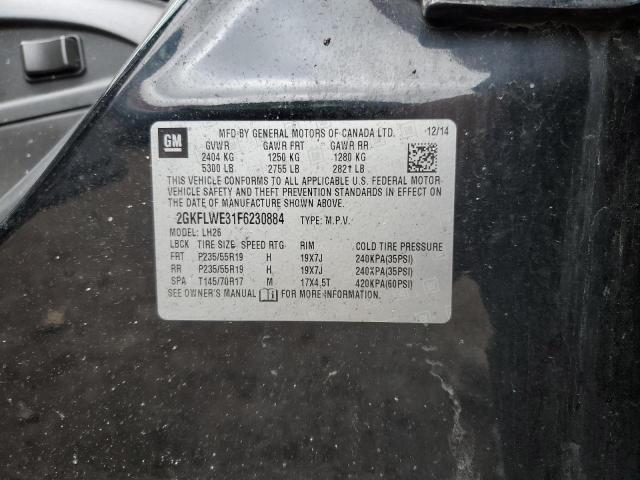 GM
MFD BY GENERAL MOTORS OF CANADA LTD. 12/14
GVWR GAWR FRT GAWR RR
2404 KG 1250 KG 1280 KG
5300 LB 2755 LB 2821 LB
THIS VEHICLE CONFORMS TO ALL APPLICABLE U.S. FEDERAL MOTOR
VEHICLE SAFETY AND THEFT PREVENTION STANDARDS IN EFFECT ON
THE DATE OF MANUFACTURE SHOWN ABOVE.
2GKFLWE31F6230884 TYPE: M.P.V.
MODEL: LH26
LBCK TIRE SIZE SPEED RTG RIM COLD TIRE PRESSURE
FRT P235/55R19 H 19X7J 240KPA(35PSI)
RR P235/55R19 H 19X7J 240KPA(35PSI)
SPA T145/70R17 M 17X4.5T 420KPA(60PSI)
SEE OWNER'S MANUAL FOR MORE INFORMATION.